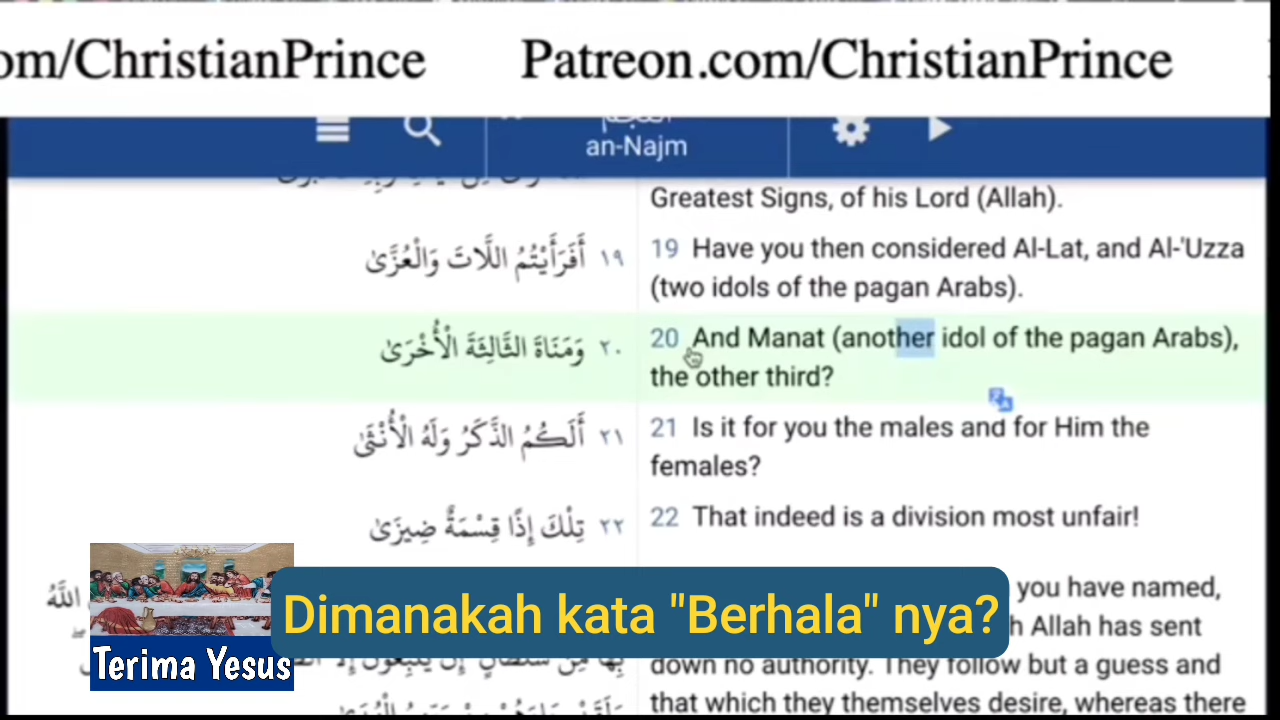 om/ChristianPrince Patreon.com/ChristianPrince
an-Najm
Greatest Signs, of his Lord (Allah).
١٩ أَفَرَأَيْتُمُ اللَّاتَ وَالْعُزَّىٰ
19 Have you then considered Al-Lat, and Al-'Uzza
(two idols of the pagan Arabs).
٢٠ وَمَنَاةَ الثَّالِثَةَ الْأُخْرَىٰ
20 And Manat (another idol of the pagan Arabs),
the other third?
٢١ أَلَكُمُ الذَّكَرُ وَلَهُ الْأُنْثَىٰ
21 Is it for you the males and for Him the
females?
٢٢ تِلْكَ إِذًا قِسْمَةٌ ضِيزَىٰ
22 That indeed is a division most unfair!
اللَّهُ
you have named,
Dimanakah kata "Berhala" nya?
Allah has sent
down no authority. They follow but a guess and
Terima Yesus
that which they themselves desire, whereas there